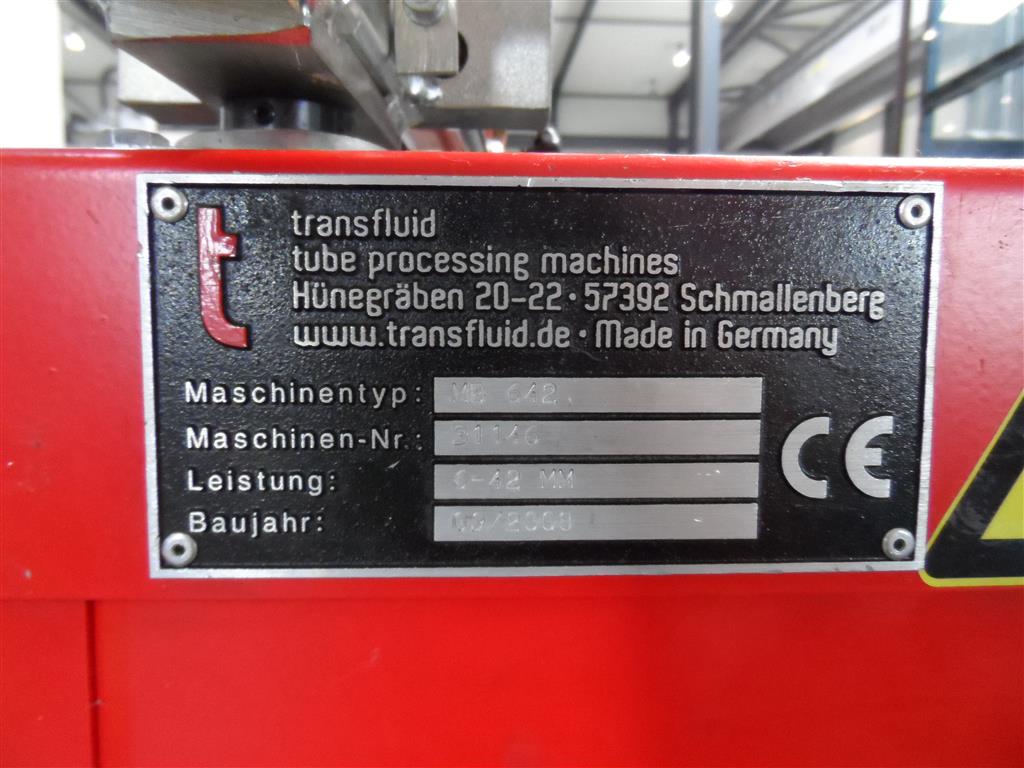 t
transfluid
tube processing machines
Hünegräben 20-22 · 57392 Schmallenberg
www.transfluid.de · Made in Germany
Maschinentyp: MB 642
Maschinen-Nr.: 31146
Leistung: 6-42 MM
Baujahr:
CE